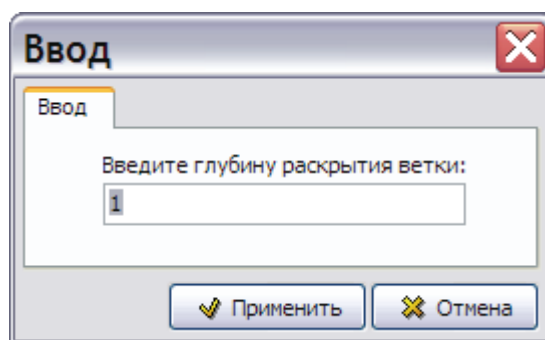 Ввод
Ввод
Введите глубину раскрытия ветки:
1
Применить
Отмена